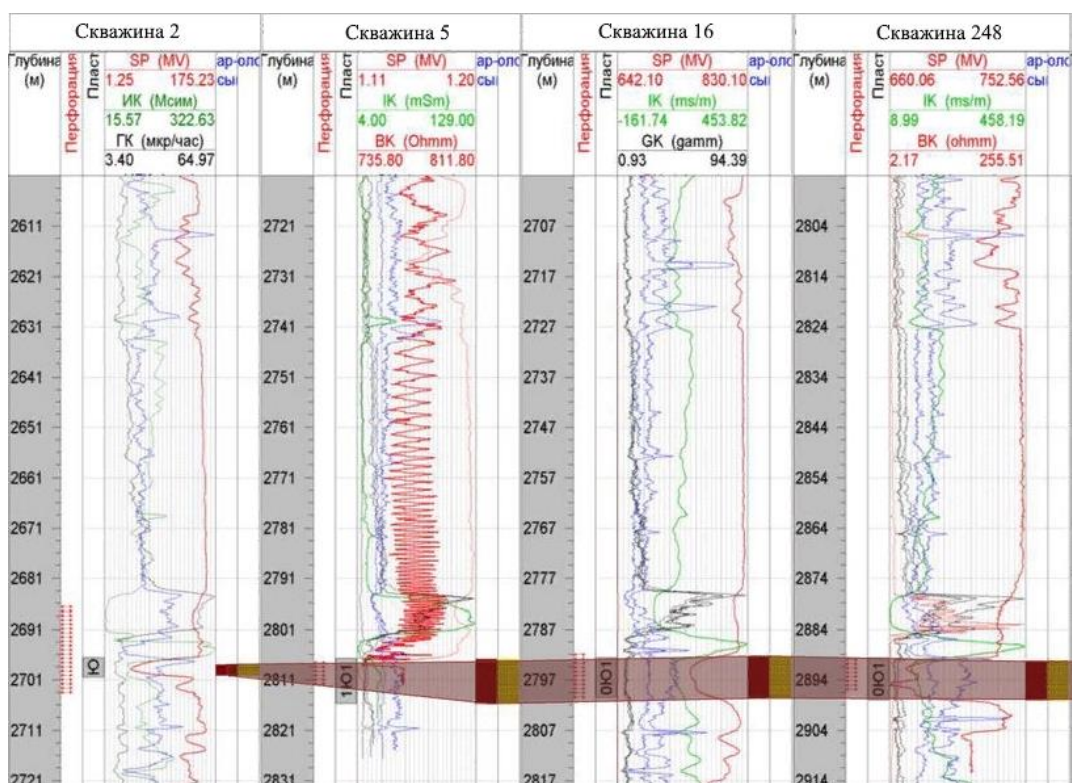 Скважина 2
Скважина 5
Скважина 16
Скважина 248
Глубина (м)
Перфорация
Пласт
SP (MV)
1.25 175.23
ИК (Мсим)
15.57 322.63
ГК (мкр/час)
3.40 64.97
Перфорация
Пласт
SP (MV)
1.11 1.20
IK (mSm)
4.00 129.00
BK (Ohmm)
735.80 811.80
Перфорация
Пласт
SP (MV)
642.10 830.10
IK (ms/m)
-161.74 453.82
GK (gamm)
0.93 94.39
Перфорация
Пласт
SP (MV)
660.06 752.56
IK (ms/m)
8.99 458.19
BK (ohmm)
2.17 255.51
2611 2721 2707 2804
2621 2731 2717 2814
2631 2741 2727 2824
2641 2751 2737 2834
2651 2761 2747 2844
2661 2771 2757 2854
2671 2781 2767 2864
2681 2791 2777 2874
2691 2801 2787 2884
2701 2811 2797 2894
2711 2821 2807 2904
2721 2831 2817 2914
Ю
1Ю1
0Ю1
0Ю1